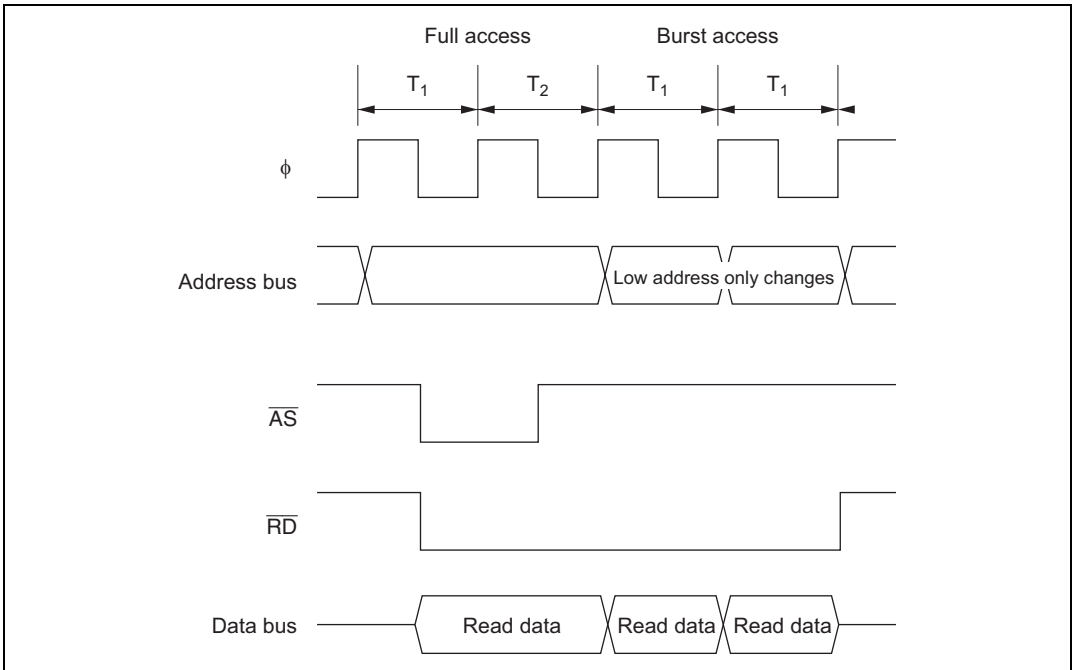 Full access Burst access
T1 T2 T1 T1
ϕ
Address bus
Low address only changes
AS
RD
Data bus
Read data Read data Read data